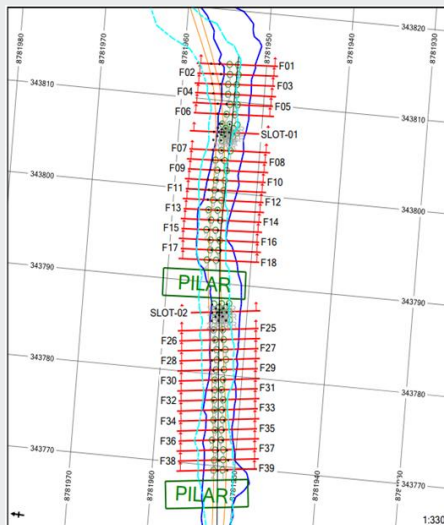 8781980
8781970
8781960
8781950
8781940
8781930
343820
343810
F01
F02
F03
F04
F05
F06
SLOT-01
F07
F08
343800
343810
F09
F10
F11
F12
F13
F14
F15
F16
343800
F17
F18
343790
PILAR
SLOT-02
343790
F25
F26
F27
343780
F28
F29
F30
F31
343780
F32
F33
F34
F35
F36
F37
343770
F38
F39
PILAR
8781970
8781960
8781950
8781940
8781930
343770
1:330